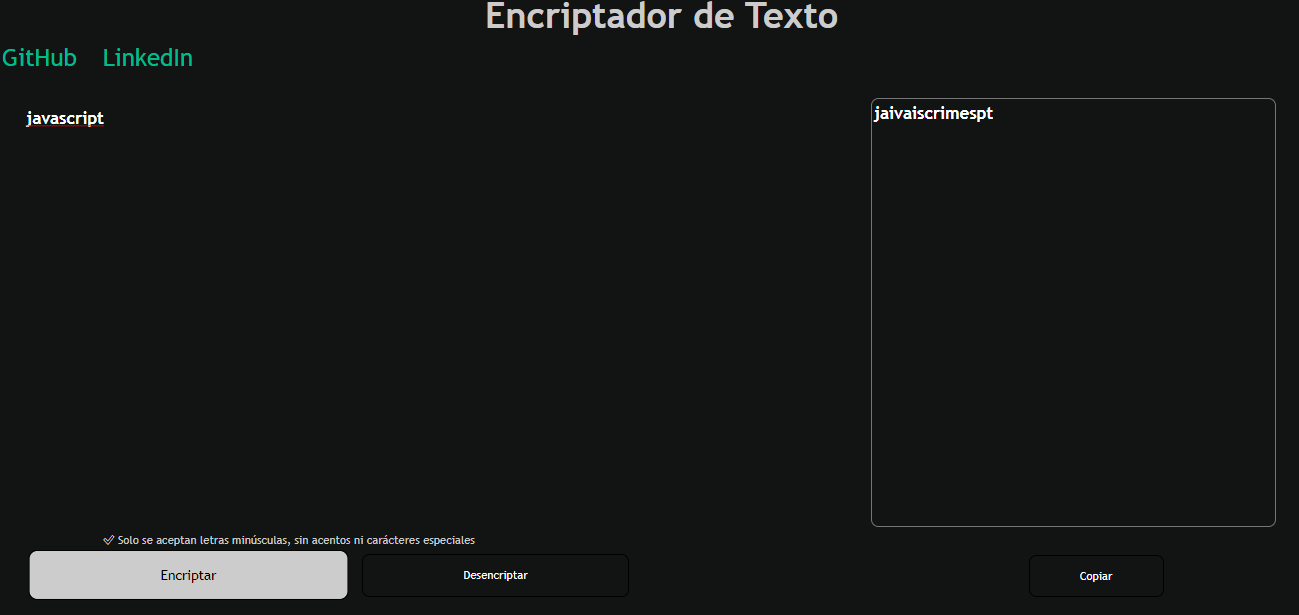 Encriptador de Texto
GitHub LinkedIn
javascript
jaivaiscrimespt
Solo se aceptan letras minúsculas, sin acentos ni carácteres especiales
Encriptar
Desencriptar
Copiar